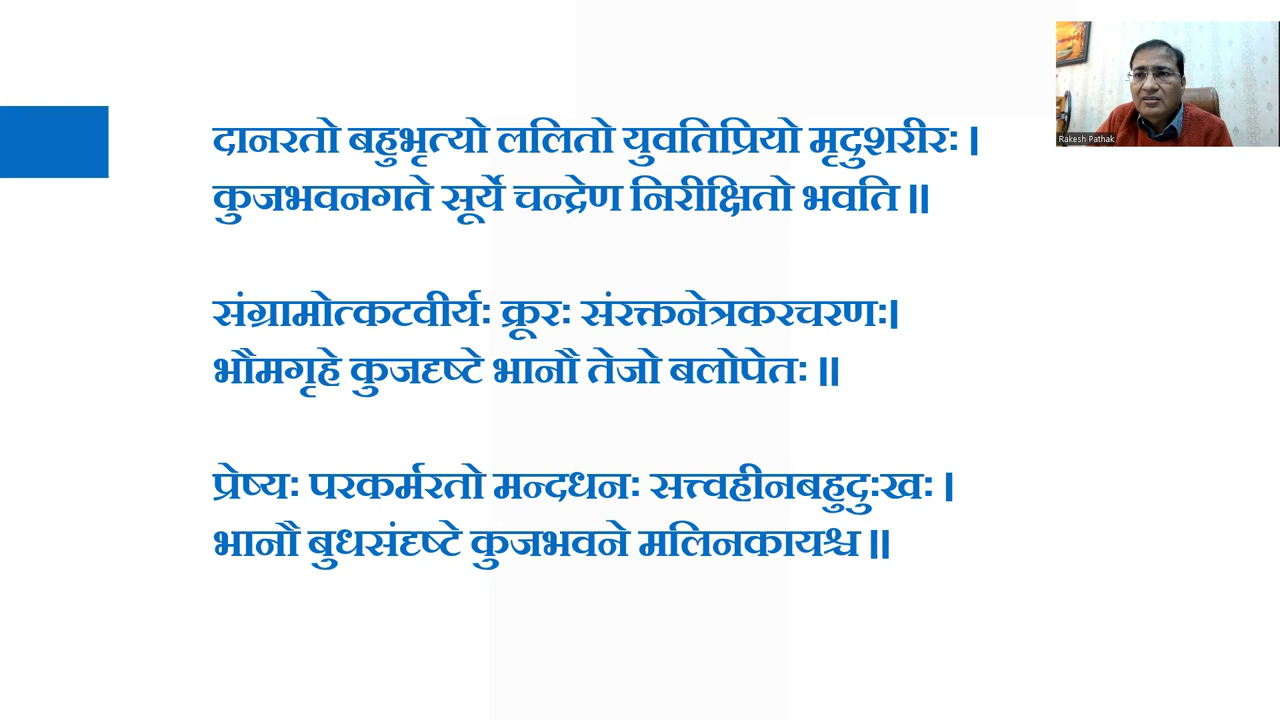 दानरतो बहुभृत्यो ललितो युवतिप्रियो मृदुशरीरः |
कुजभवनगते सूर्ये चन्द्रेण निरीक्षितो भवति ||
संग्रामोत्कटवीर्यः क्रूरः संरक्तनेत्रकरचरणः|
भौमगृहे कुजदृष्टे भानौ तेजो बलोपेतः ||
प्रेष्यः परकर्मरतो मन्दधनः सत्त्वहीनबहुदुःखः |
भानौ बुधसंदृष्टे कुजभवने मलिनकायश्च ||
Rakesh Pathak